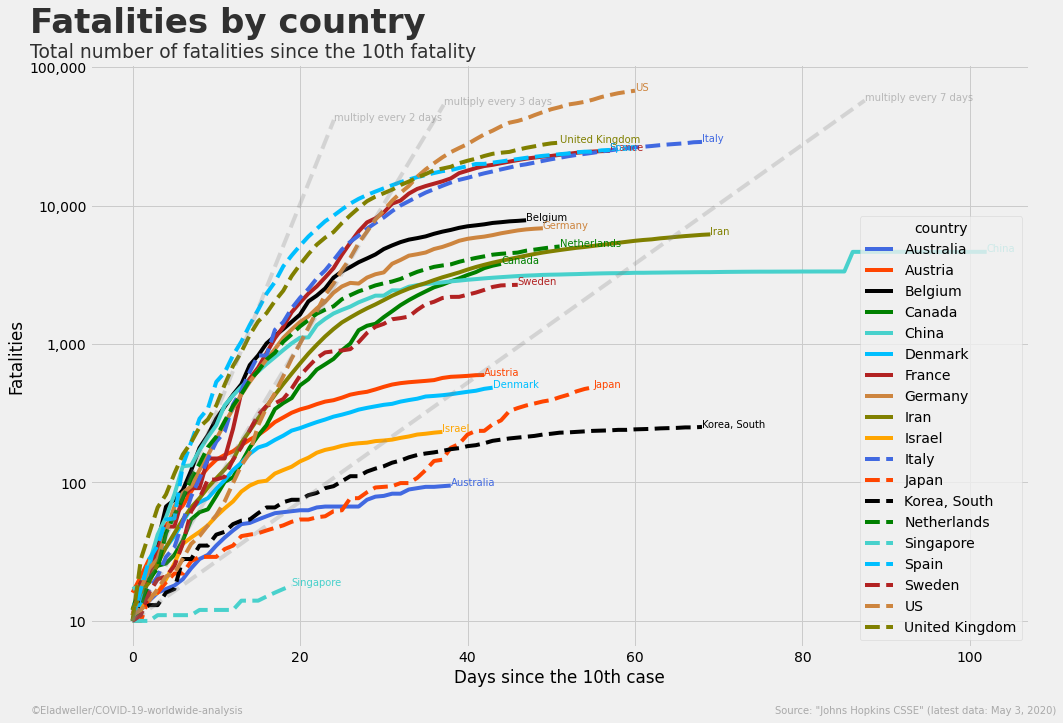 Fatalities by country
Total number of fatalities since the 10th fatality
100,000
10,000
1,000
100
10
Fatalities
0
20
40
60
80
100
Days since the 10th case
multiply every 2 days
multiply every 3 days
multiply every 7 days
US
United Kingdom
France
Italy
Belgium
Germany
Netherlands
Canada
Iran
China
Sweden
Austria
Denmark
Japan
Israel
Korea, South
Australia
Singapore
country
Australia
Austria
Belgium
Canada
China
Denmark
France
Germany
Iran
Israel
Italy
Japan
Korea, South
Netherlands
Singapore
Spain
Sweden
US
United Kingdom
©Eladweller/COVID-19-worldwide-analysis
Source: "Johns Hopkins CSSE" (latest data: May 3, 2020)